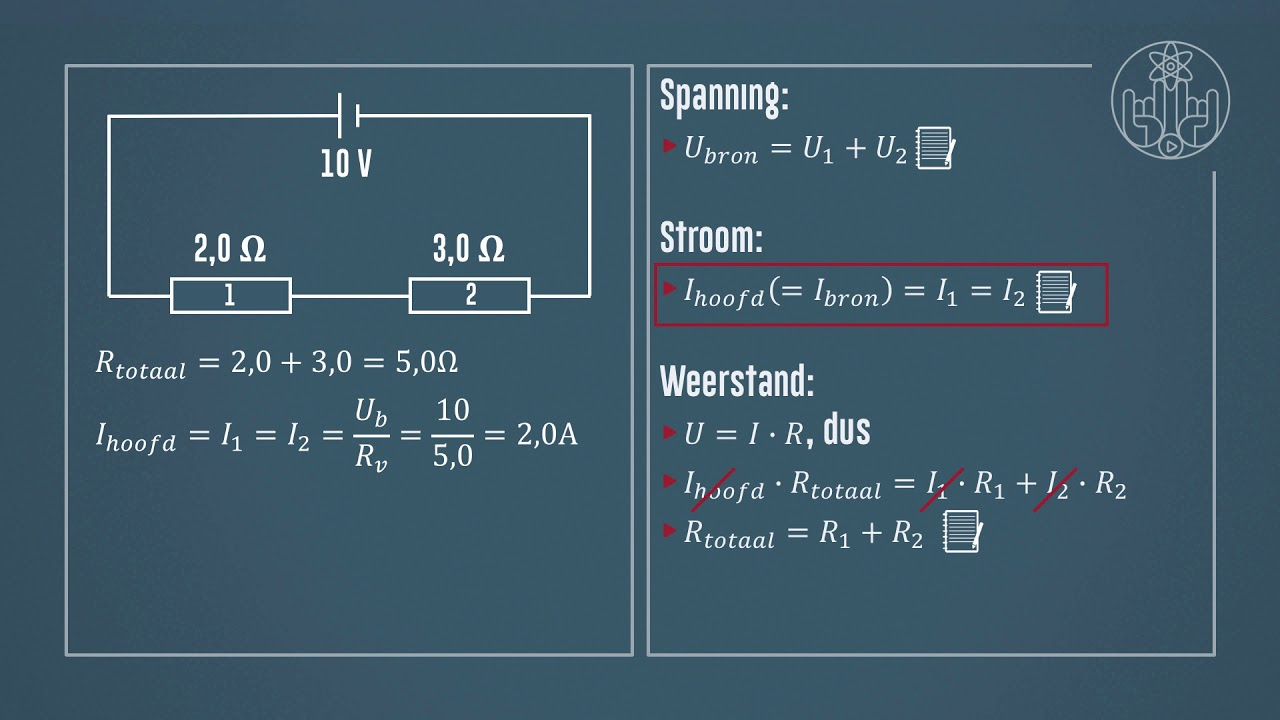 10 V
2,0 Ω
3,0 Ω
1
2
R_totaal = 2,0 + 3,0 = 5,0Ω
I_hoofd = I_1 = I_2 = U_b/R_v = 10/5,0 = 2,0A
Spanning:
U_bron = U_1 + U_2
Stroom:
I_hoofd(= I_bron) = I_1 = I_2
Weerstand:
U = I · R, dus
I_hoofd · R_totaal = I_1 · R_1 + I_2 · R_2
R_totaal = R_1 + R_2